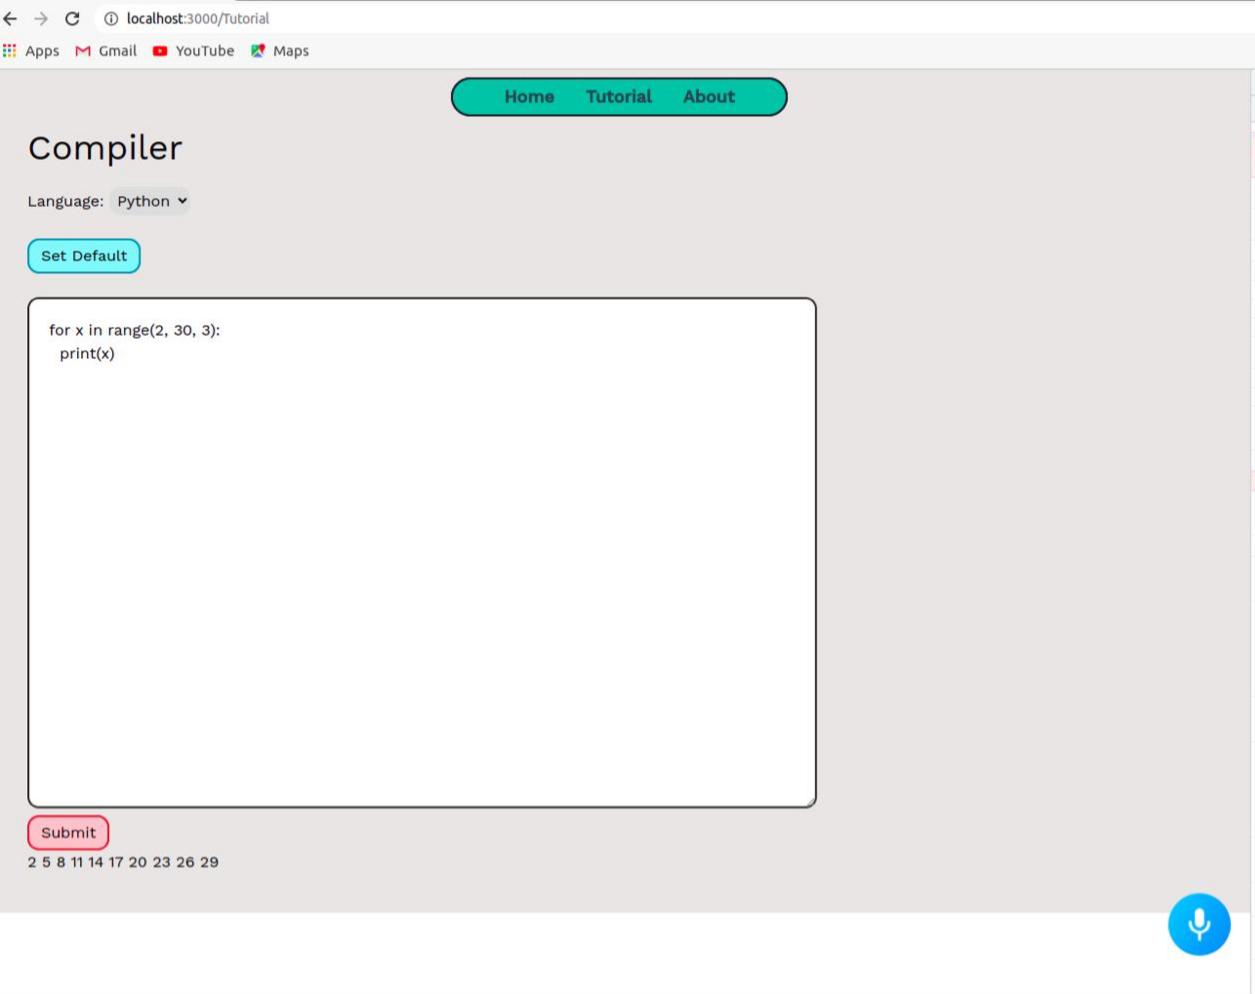 localhost:3000/Tutorial
Apps Gmail YouTube Maps
Home Tutorial About
Compiler
Language: Python
Set Default
for x in range(2, 30, 3):
print(x)
Submit
2 5 8 11 14 17 20 23 26 29